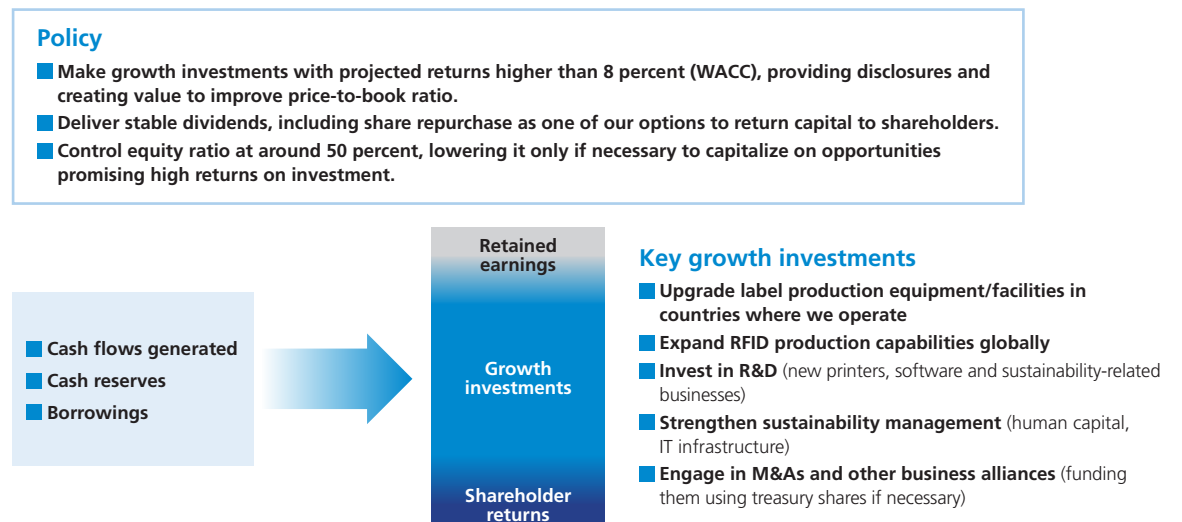 Policy
Make growth investments with projected returns higher than 8 percent (WACC), providing disclosures and
creating value to improve price-to-book ratio.
Deliver stable dividends, including share repurchase as one of our options to return capital to shareholders.
Control equity ratio at around 50 percent, lowering it only if necessary to capitalize on opportunities
promising high returns on investment.
Cash flows generated
Cash reserves
Borrowings
Retained
earnings
Growth
investments
Shareholder
returns
Key growth investments
Upgrade label production equipment/facilities in
countries where we operate
Expand RFID production capabilities globally
Invest in R&D (new printers, software and sustainability-related
businesses)
Strengthen sustainability management (human capital,
IT infrastructure)
Engage in M&As and other business alliances (funding
them using treasury shares if necessary)